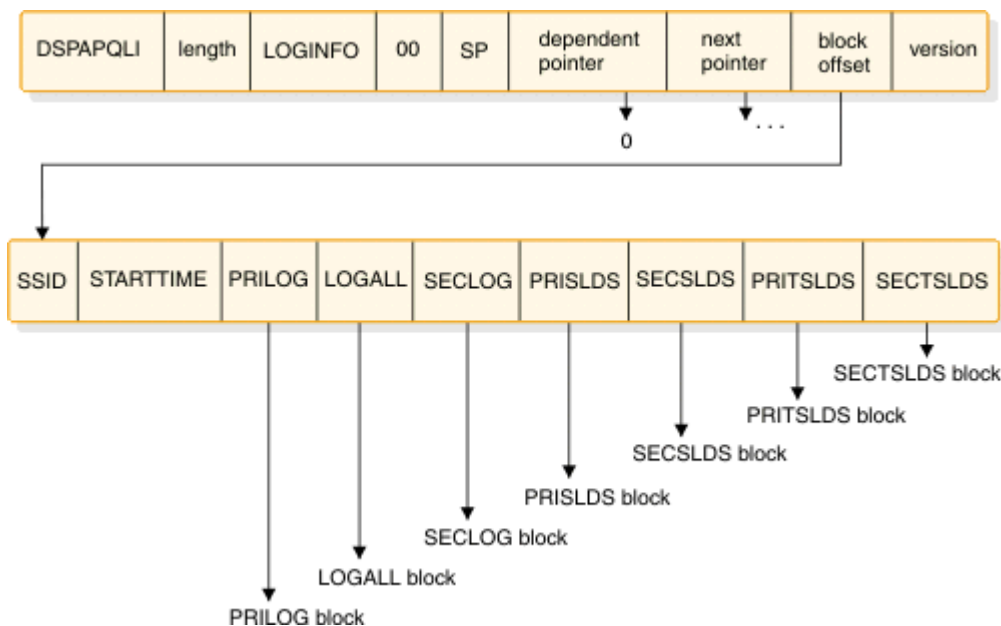 DSPAPQLI length LOGINFO 00 SP dependent pointer next pointer block offset version
0
. . .
SSID STARTTIME PRILOG LOGALL SECLOG PRISLDS SECSLDS PRITSLDS SECTSLDS
SECTSLDS block
PRITSLDS block
SECSLDS block
PRISLDS block
SECLOG block
LOGALL block
PRILOG block